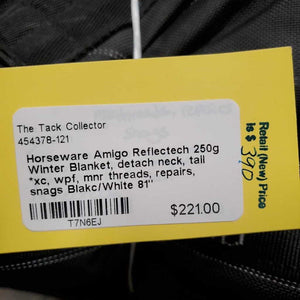 The Tack Collector
454378-121
Horseware Amigo Reflectech 250g
Winter Blanket, detach neck, tail
*xc, wpf, mnr threads, repairs,
snags Blakc/White 81"
T7N6EJ
$221.00
Retail (New) Price
is $ 390